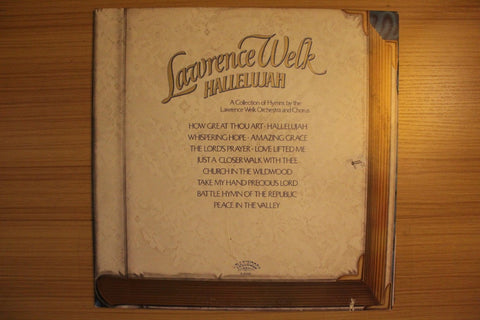 Lawrence Welk
HALLELUJAH
A Collection of Hymns by the
Lawrence Welk Orchestra and Chorus
HOW GREAT THOU ART • HALLELUJAH
WHISPERING HOPE • AMAZING GRACE
THE LORD'S PRAYER • LOVE LIFTED ME
JUST A CLOSER WALK WITH THEE
CHURCH IN THE WILDWOOD
TAKE MY HAND PRECIOUS LORD
BATTLE HYMN OF THE REPUBLIC
PEACE IN THE VALLEY